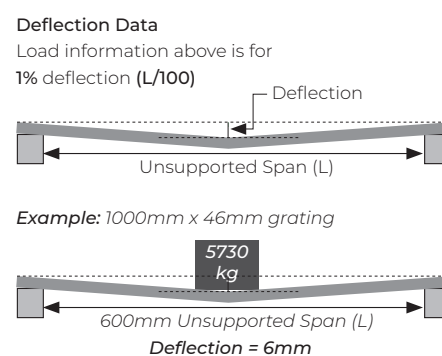 Deflection Data
Load information above is for
1% deflection (L/100)
Deflection
Unsupported Span (L)
Example: 1000mm x 46mm grating
5730
kg
600mm Unsupported Span (L)
Deflection = 6mm